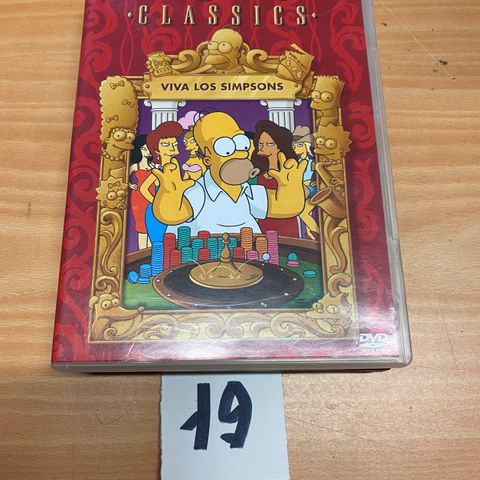 ·CLASSICS·
VIVA LOS SIMPSONS
DVD
19